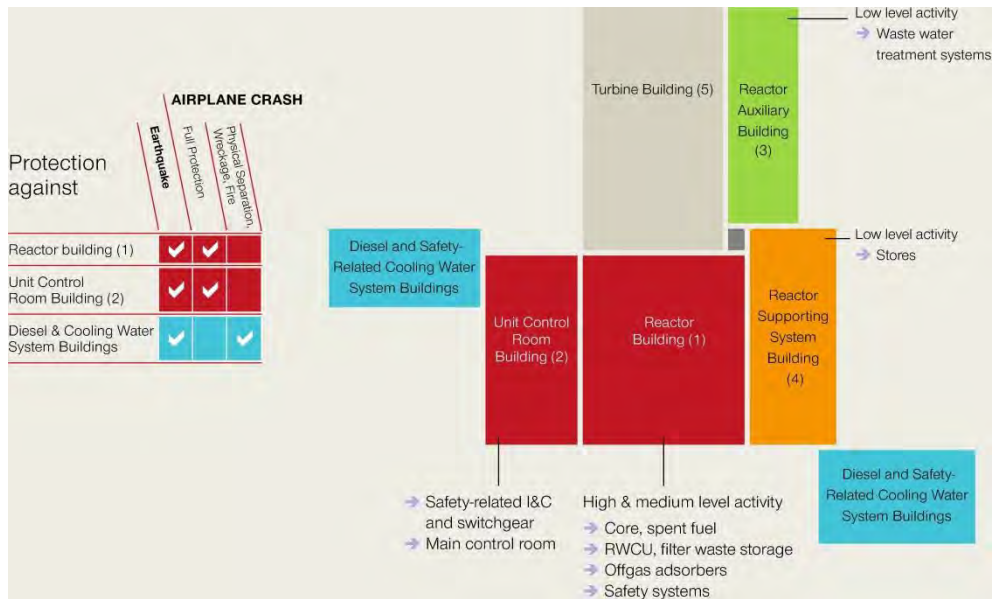 AIRPLANE CRASH
Protection
against
Earthquake
Full Protection
Physical Separation,
Wreckage, Fire
Reactor building (1)
Unit Control
Room Building (2)
Diesel & Cooling Water
System Buildings
Low level activity
→ Waste water
treatment systems
Turbine Building (5)
Reactor
Auxiliary
Building
(3)
Diesel and Safety-
Related Cooling Water
System Buildings
Low level activity
→ Stores
Unit Control
Room
Building (2)
Reactor
Building (1)
Reactor
Supporting
System
Building
(4)
Diesel and Safety-
Related Cooling Water
System Buildings
→ Safety-related I&C
and switchgear
→ Main control room
High & medium level activity
→ Core, spent fuel
→ RWCU, filter waste storage
→ Offgas adsorbers
→ Safety systems